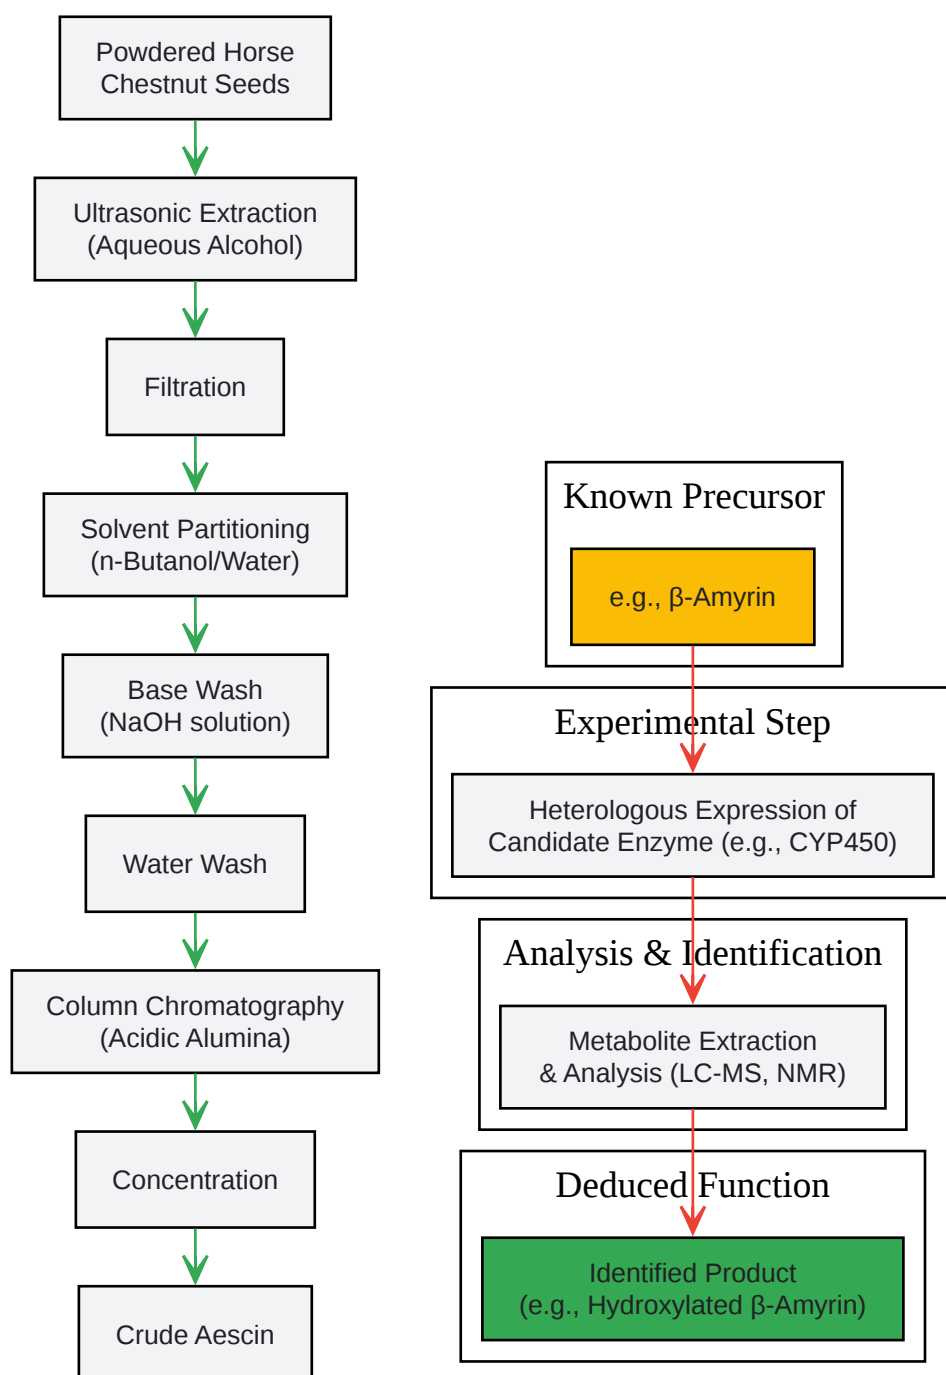 Powdered Horse
Chestnut Seeds
Ultrasonic Extraction
(Aqueous Alcohol)
Filtration
Solvent Partitioning
(n-Butanol/Water)
Base Wash
(NaOH solution)
Water Wash
Column Chromatography
(Acidic Alumina)
Concentration
Crude Aescin
Known Precursor
e.g., β-Amyrin
Experimental Step
Heterologous Expression of
Candidate Enzyme (e.g., CYP450)
Analysis & Identification
Metabolite Extraction
& Analysis (LC-MS, NMR)
Deduced Function
Identified Product
(e.g., Hydroxylated β-Amyrin)